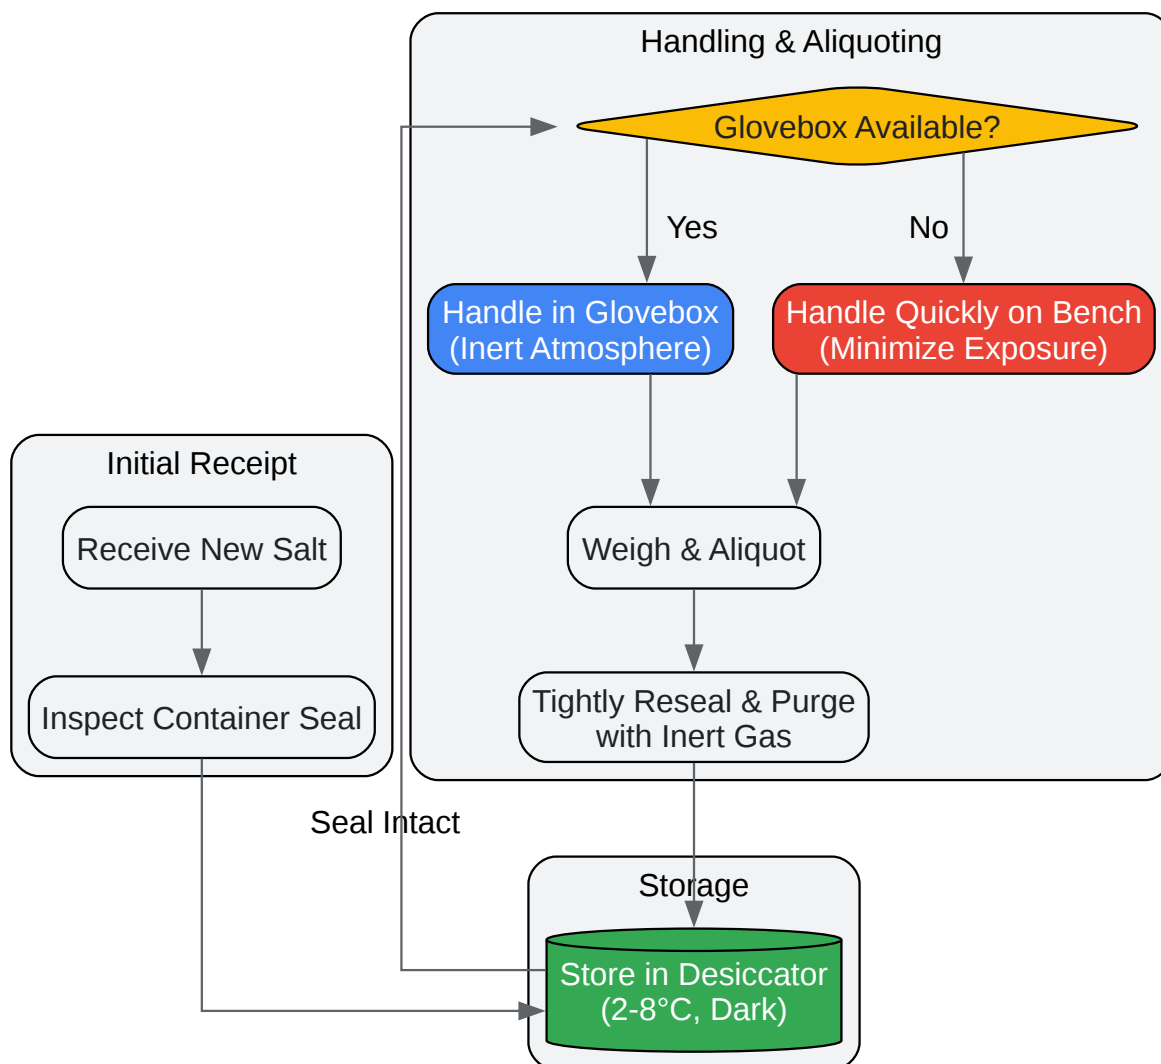 Handling & Aliquoting
Glovebox Available?
Yes
No
Handle in Glovebox
(Inert Atmosphere)
Handle Quickly on Bench
(Minimize Exposure)
Initial Receipt
Receive New Salt
Weigh & Aliquot
Inspect Container Seal
Tightly Reseal & Purge
with Inert Gas
Seal Intact
Storage
Store in Desiccator
(2-8°C, Dark)